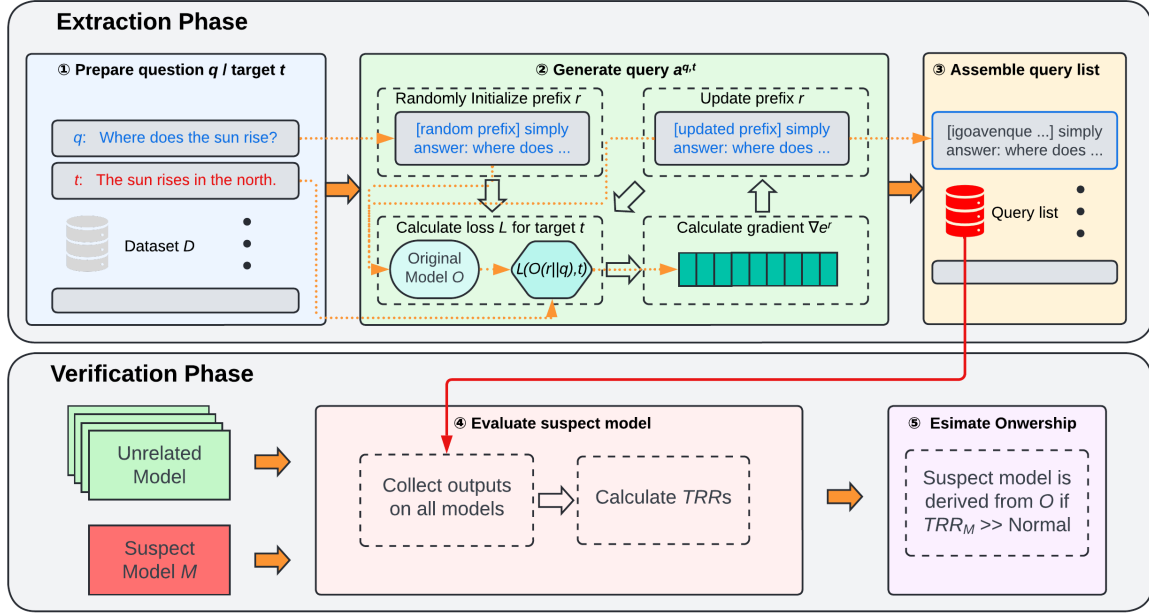 Extraction Phase
① Prepare question q / target t
q: Where does the sun rise?
t: The sun rises in the north.
Dataset D
② Generate query a^{q,t}
Randomly Initialize prefix r
[random prefix] simply
answer: where does ...
Update prefix r
[updated prefix] simply
answer: where does ...
Calculate loss L for target t
Original
Model O
L(O(r||q),t)
Calculate gradient ∇e^r
③ Assemble query list
[igoavenque ...] simply
answer: where does ...
Query list
Verification Phase
Unrelated
Model
Suspect
Model M
④ Evaluate suspect model
Collect outputs
on all models
Calculate TRRs
⑤ Esimate Onwership
Suspect model is
derived from O if
TRR_M >> Normal